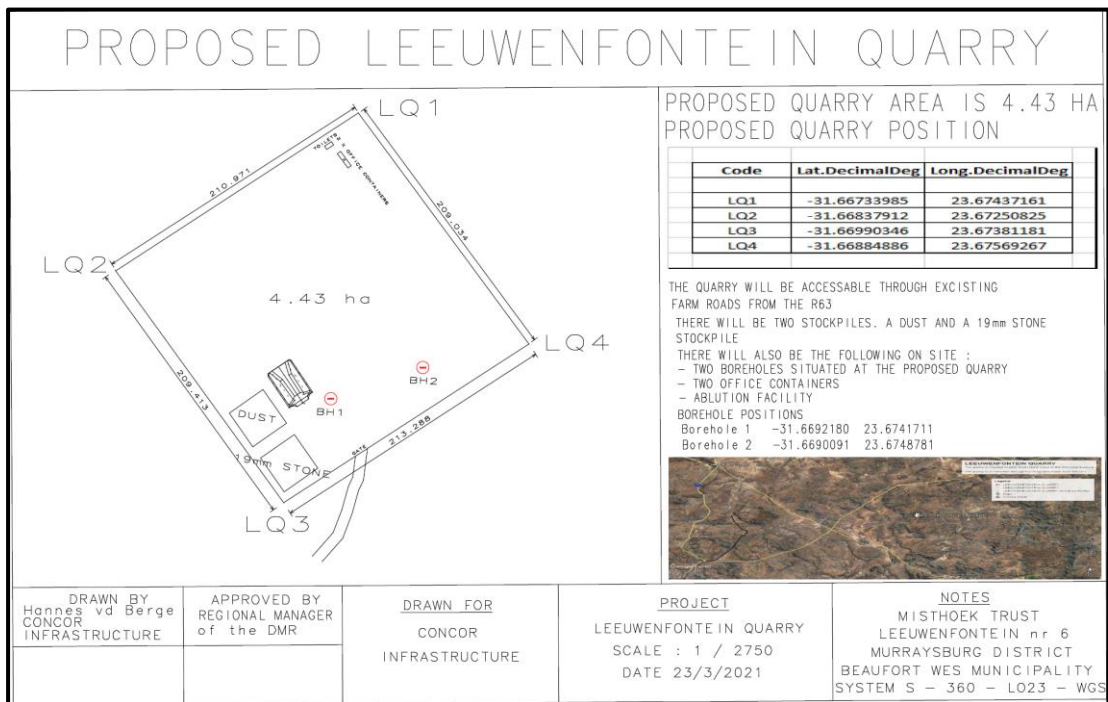 PROPOSED LEEUWENFONTEIN QUARRY
LQ1
TOILET
2 X OFFICE CONTAINERS
210.971
209.034
LQ2
4.43 ha
LQ4
BH2
BH1
209.413
DUST
213.288
GATE
19mm STONE
LQ3
PROPOSED QUARRY AREA IS 4.43 HA
PROPOSED QUARRY POSITION
Code Lat.DecimalDeg Long.DecimalDeg
LQ1 -31.66733985 23.67437161
LQ2 -31.66837912 23.67250825
LQ3 -31.66990346 23.67381181
LQ4 -31.66884886 23.67569267
THE QUARRY WILL BE ACCESSABLE THROUGH EXCISTING
FARM ROADS FROM THE R63
THERE WILL BE TWO STOCKPILES. A DUST AND A 19mm STONE
STOCKPILE
THERE WILL ALSO BE THE FOLLOWING ON SITE :
- TWO BOREHOLES SITUATED AT THE PROPOSED QUARRY
- TWO OFFICE CONTAINERS
- ABLUTION FACILITY
BOREHOLE POSITIONS
Borehole 1 -31.6692180 23.6741711
Borehole 2 -31.6690091 23.6748781
LEEUWENFONTEIN QUARRY
DRAWN BY
Hannes vd Berge
CONCOR
INFRASTRUCTURE
APPROVED BY
REGIONAL MANAGER
of the DMR
DRAWN FOR
CONCOR
INFRASTRUCTURE
PROJECT
LEEUWENFONTEIN QUARRY
SCALE : 1 / 2750
DATE 23/3/2021
NOTES
MISTHOEK TRUST
LEEUWENFONTEIN nr 6
MURRAYSBURG DISTRICT
BEAUFORT WES MUNICIPALITY
SYSTEM S - 360 - LO23 - WGS